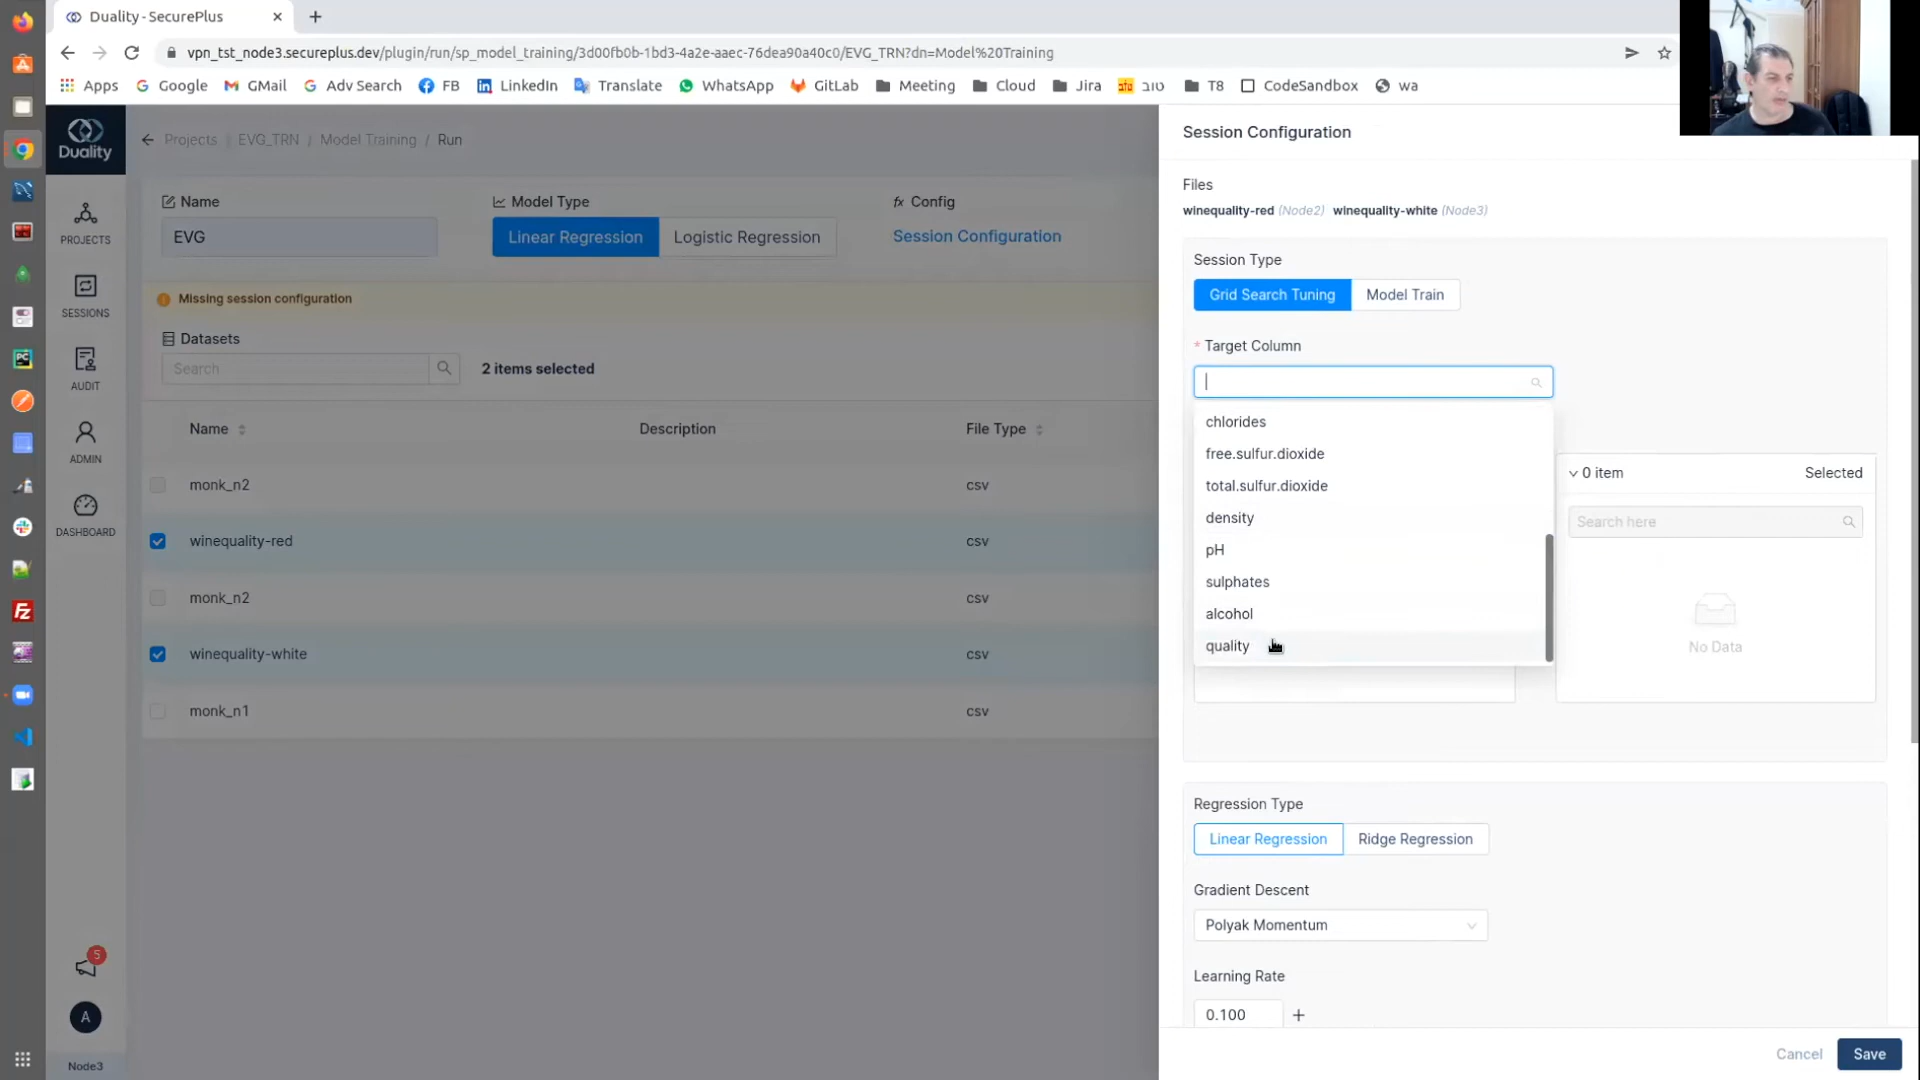 Duality - SecurePlus
vpn_tst_node3.secureplus.dev/plugin/run/sp_model_training/3d00fb0b-1bd3-4a2e-aaec-76dea90a40c0/EVG_TRN?dn=Model%20Training
Apps Google GMail Adv Search FB LinkedIn Translate WhatsApp GitLab Meeting Cloud Jira טוב T8 CodeSandbox wa
Duality
Projects / EVG_TRN / Model Training / Run
PROJECTS
SESSIONS
AUDIT
ADMIN
DASHBOARD
5
A
Node3
Name
EVG
Model Type
Linear Regression Logistic Regression
fx Config
Session Configuration
Missing session configuration
Datasets
Search
2 items selected
Name Description File Type
monk_n2 csv
winequality-red csv
monk_n2 csv
winequality-white csv
monk_n1 csv
Session Configuration
Files
winequality-red (Node2) winequality-white (Node3)
Session Type
Grid Search Tuning Model Train
* Target Column
chlorides
free.sulfur.dioxide
total.sulfur.dioxide
density
pH
sulphates
alcohol
quality
0 item Selected
Search here
No Data
Regression Type
Linear Regression Ridge Regression
Gradient Descent
Polyak Momentum
Learning Rate
0.100 +
Cancel Save